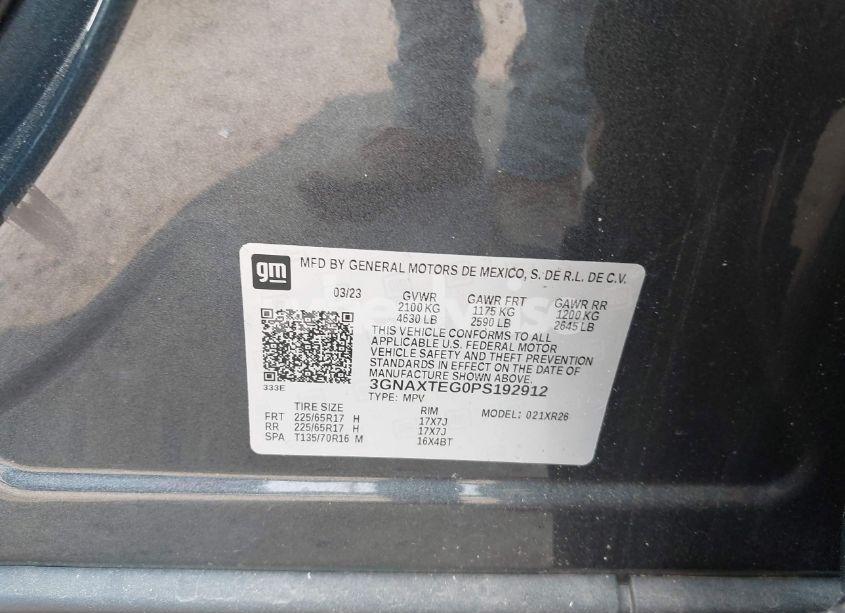 gm MFD BY GENERAL MOTORS DE MEXICO, S. DE R.L. DE C.V.
03/23 GVWR GAWR FRT GAWR RR
2100 KG 1175 KG 1200 KG
4630 LB 2590 LB 2645 LB
THIS VEHICLE CONFORMS TO ALL
APPLICABLE U.S. FEDERAL MOTOR
VEHICLE SAFETY AND THEFT PREVENTION
STANDARDS IN EFFECT ON THE DATE
OF MANUFACTURE SHOWN ABOVE.
333E 3GNAXTEG0PS192912
TYPE: MPV
TIRE SIZE RIM MODEL: 021XR26
FRT 225/65R17 H 17X7J
RR 225/65R17 H 17X7J
SPA T135/70R16 M 16X4BT